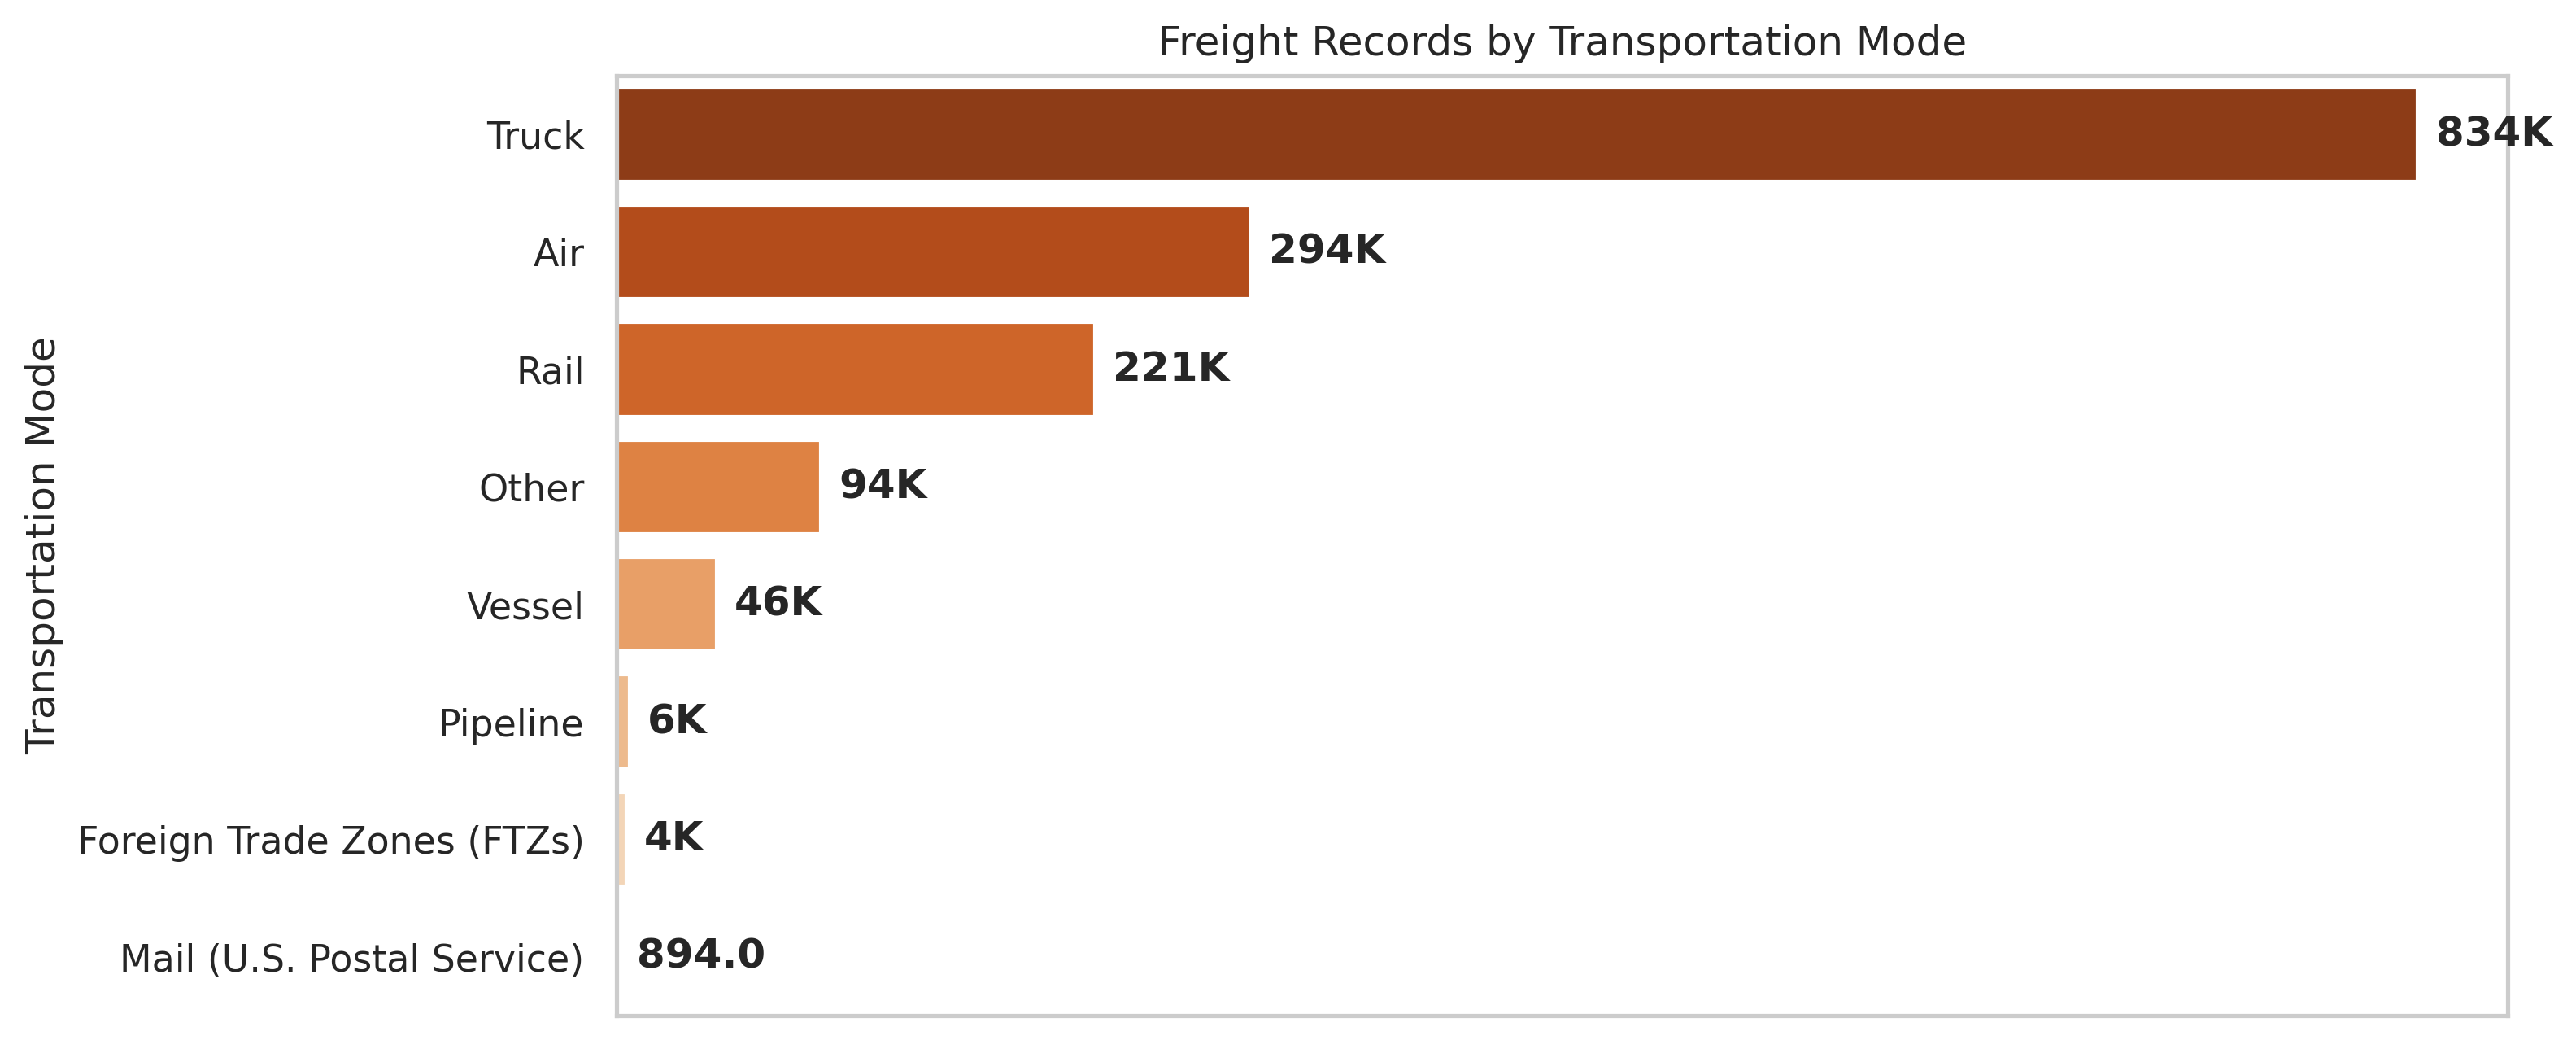 Freight Records by Transportation Mode
Transportation Mode
Truck 834K
Air 294K
Rail 221K
Other 94K
Vessel 46K
Pipeline 6K
Foreign Trade Zones (FTZs) 4K
Mail (U.S. Postal Service) 894.0